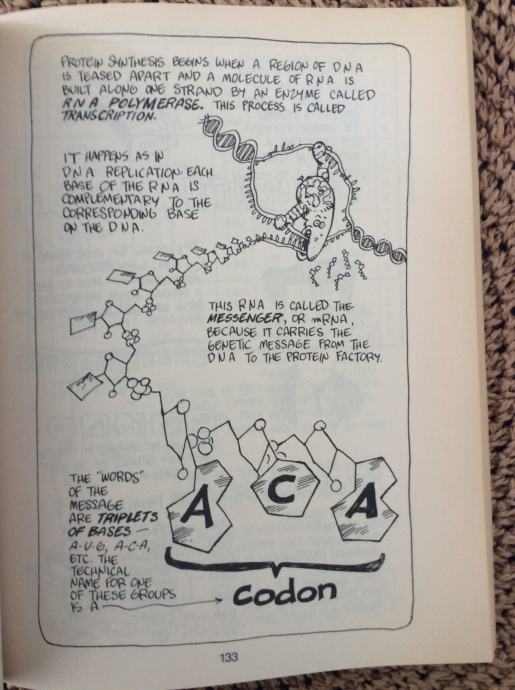 PROTEIN SYNTHESIS BEGINS WHEN A REGION OF DNA
IS TEASED APART AND A MOLECULE OF RNA IS
BUILT ALONG ONE STRAND BY AN ENZYME CALLED
RNA POLYMERASE. THIS PROCESS IS CALLED
TRANSCRIPTION.
IT HAPPENS AS IN
DNA REPLICATION: EACH
BASE OF THE RNA IS
COMPLEMENTARY TO THE
CORRESPONDING BASE
ON THE DNA.
THIS RNA IS CALLED THE
MESSENGER, OR mRNA,
BECAUSE IT CARRIES THE
GENETIC MESSAGE FROM THE
DNA TO THE PROTEIN FACTORY.
A C A
THE "WORDS"
OF THE
MESSAGE
ARE TRIPLETS
OF BASES —
A-U-G, A-C-A,
ETC. THE
TECHNICAL
NAME FOR ONE
OF THESE GROUPS
IS A
codon
133